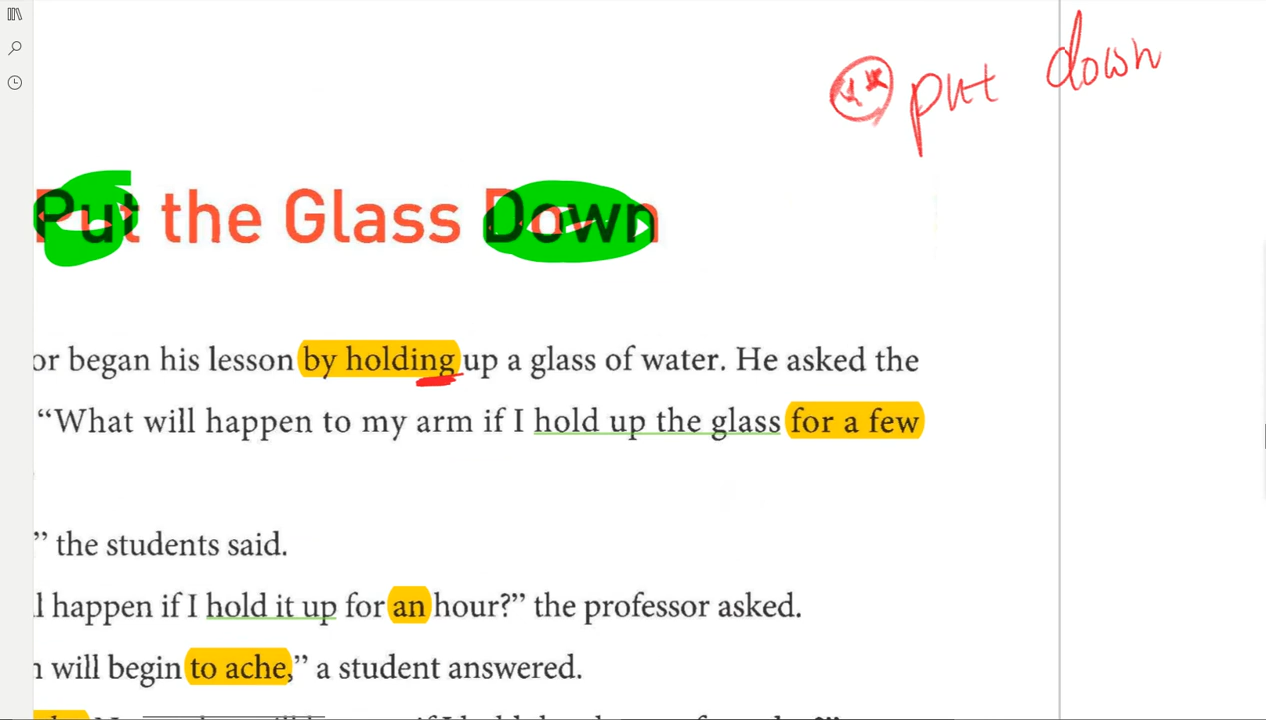 put down
Put the Glass Down
or began his lesson by holding up a glass of water. He asked the
“What will happen to my arm if I hold up the glass for a few
” the students said.
l happen if I hold it up for an hour?” the professor asked.
will begin to ache,” a student answered.